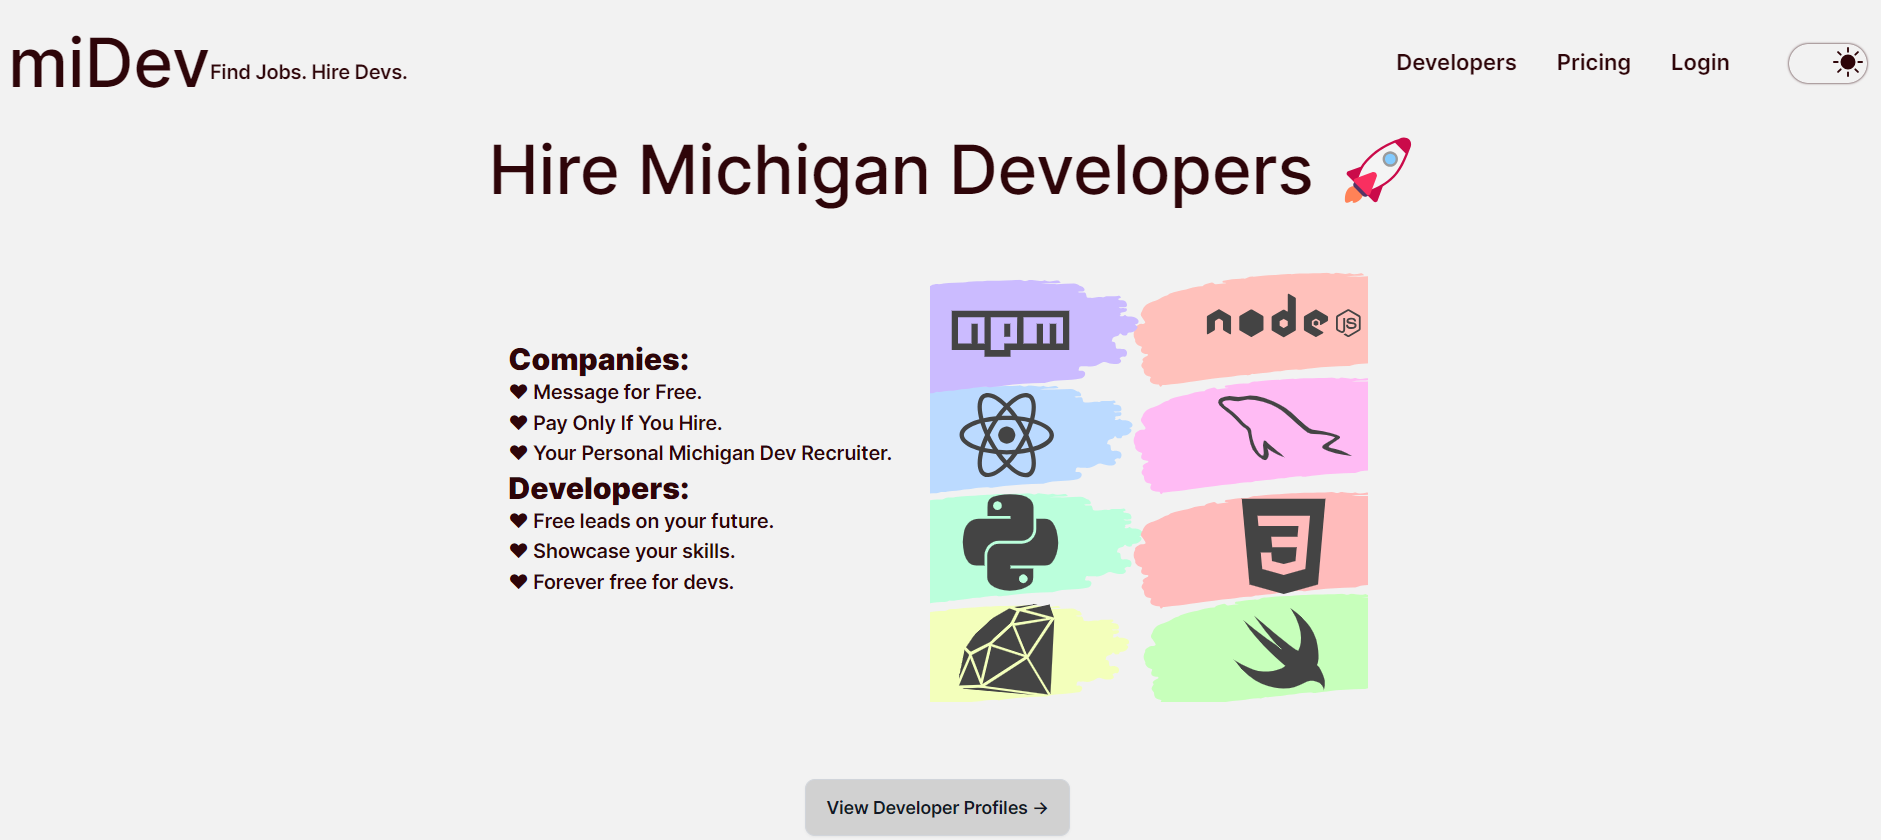 miDev Find Jobs. Hire Devs.
Developers Pricing Login
Hire Michigan Developers 🚀
Companies:
♥ Message for Free.
♥ Pay Only If You Hire.
♥ Your Personal Michigan Dev Recruiter.
Developers:
♥ Free leads on your future.
♥ Showcase your skills.
♥ Forever free for devs.
npm
node JS
3
View Developer Profiles →